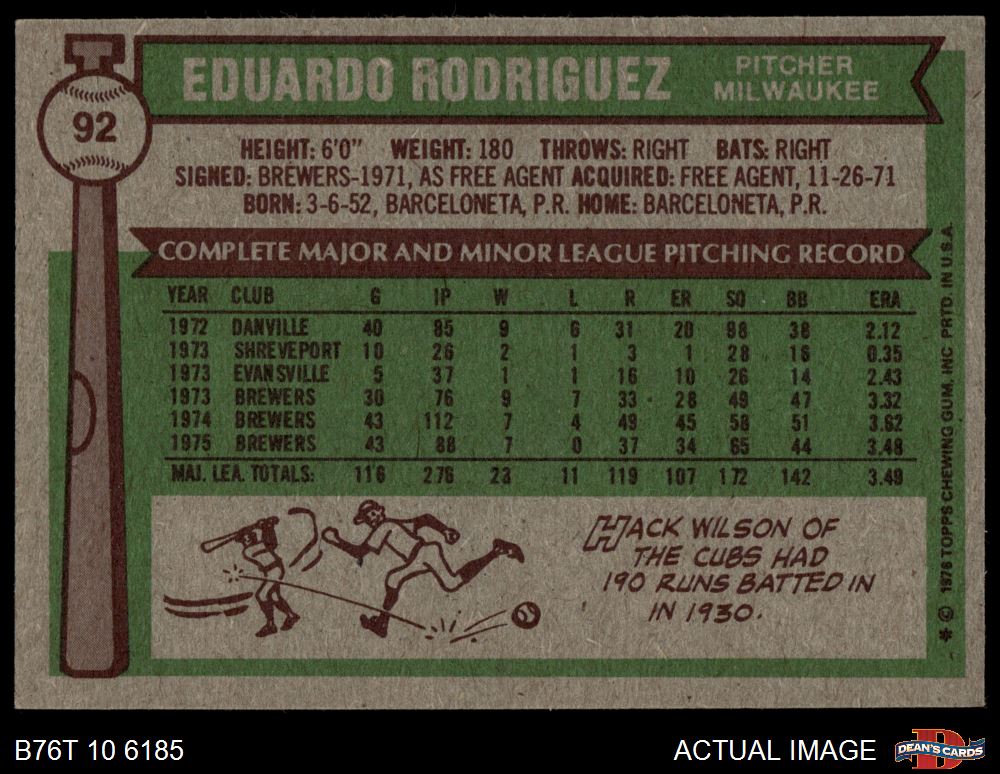 EDUARDO RODRIGUEZ
PITCHER
MILWAUKEE
92
HEIGHT: 6'0" WEIGHT: 180 THROWS: RIGHT BATS: RIGHT
SIGNED: BREWERS-1971, AS FREE AGENT ACQUIRED: FREE AGENT, 11-26-71
BORN: 3-6-52, BARCELONETA, P.R. HOME: BARCELONETA, P.R.
COMPLETE MAJOR AND MINOR LEAGUE PITCHING RECORD
YEAR CLUB G IP W L R ER SO BB ERA
1972 DANVILLE 40 85 9 6 31 20 98 38 2.12
1973 SHREVEPORT 10 26 2 1 3 1 28 16 0.35
1973 EVANSVILLE 5 37 1 1 16 10 26 14 2.43
1973 BREWERS 30 76 9 7 33 28 49 47 3.32
1974 BREWERS 43 112 7 4 49 45 58 51 3.62
1975 BREWERS 43 88 7 0 37 34 65 44 3.48
MAJ. LEA. TOTALS: 116 276 23 11 119 107 172 142 3.49
HACK WILSON OF
THE CUBS HAD
190 RUNS BATTED IN
IN 1930.
* © 1976 TOPPS CHEWING GUM, INC. PRTD. IN U.S.A.
B76T 10 6185
ACTUAL IMAGE
DEAN'S CARDS